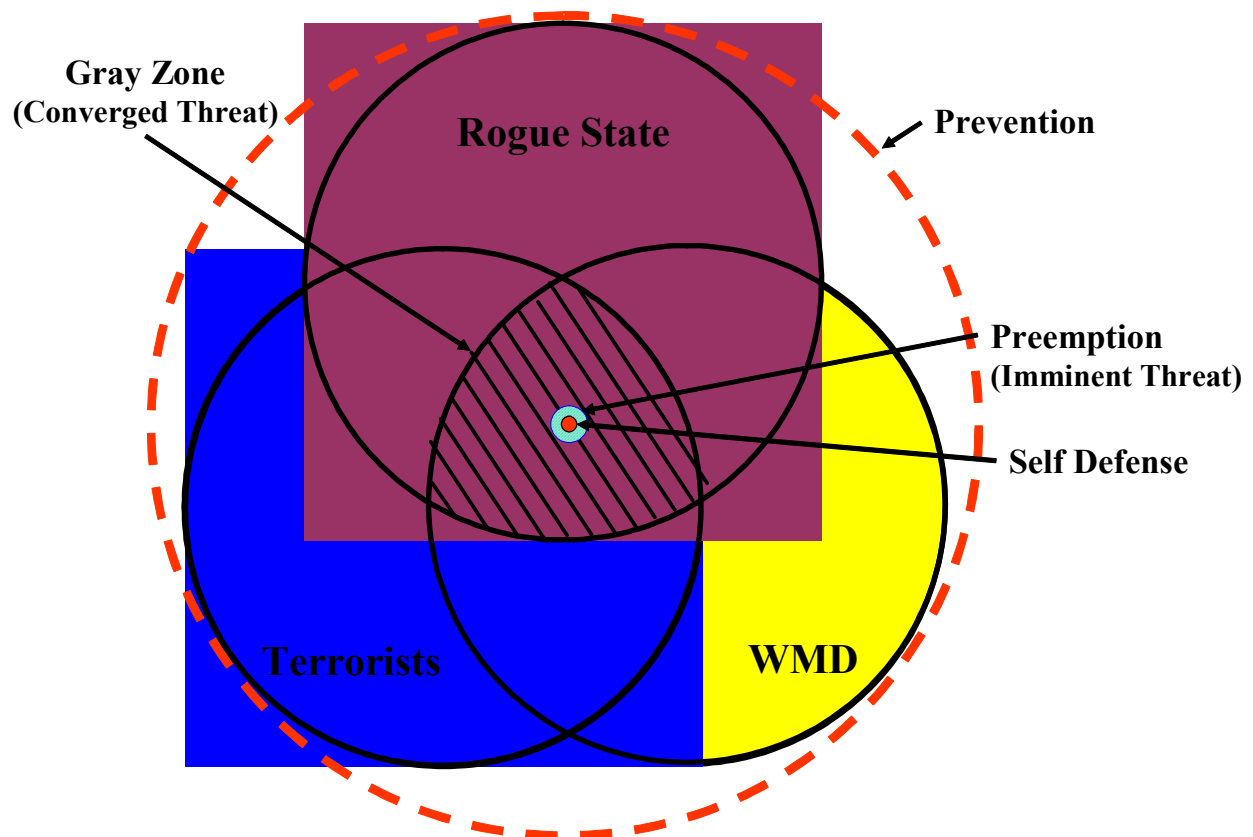 Gray Zone
(Converged Threat)
Rogue State
Prevention
Preemption
(Imminent Threat)
Self Defense
Terrorists
WMD